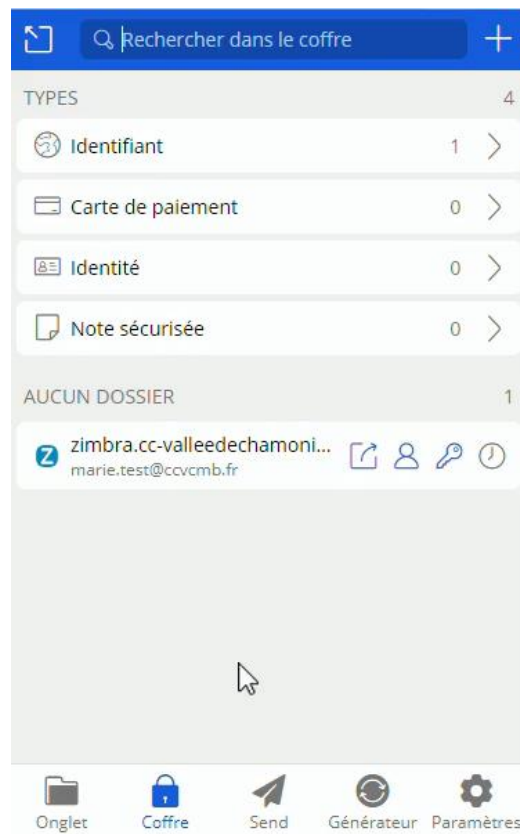 Rechercher dans le coffre
TYPES 4
Identifiant 1
Carte de paiement 0
Identité 0
Note sécurisée 0
AUCUN DOSSIER 1
zimbra.cc-valleedechamoni...
marie.test@ccvcmb.fr
Onglet Coffre Send Générateur Paramètres